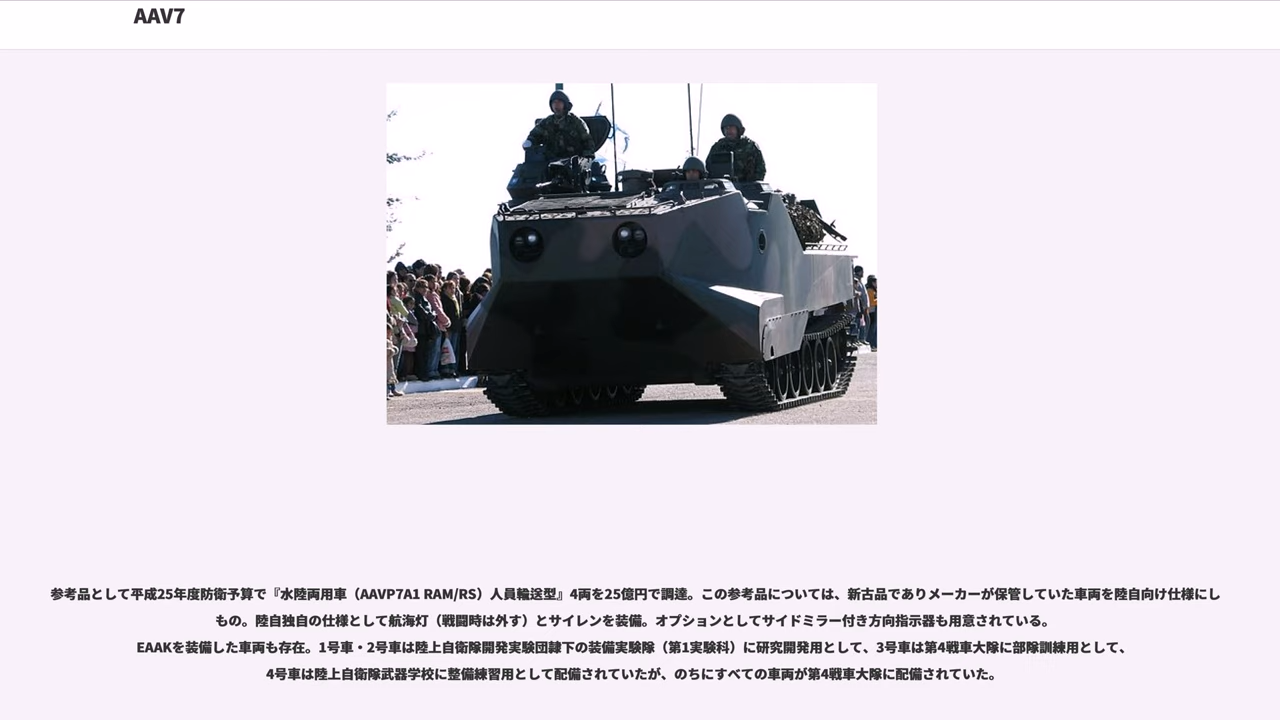 AAV7
参考品として平成25年度防衛予算で『水陸両用車（AAVP7A1 RAM/RS）人員輸送型』4両を25億円で調達。この参考品については、新古品でありメーカーが保管していた車両を陸自向け仕様にし
もの。陸自独自の仕様として航海灯（戦闘時は外す）とサイレンを装備。オプションとしてサイドミラー付き方向指示器も用意されている。
EAAKを装備した車両も存在。1号車・2号車は陸上自衛隊開発実験団隷下の装備実験隊（第1実験科）に研究開発用として、3号車は第4戦車大隊に部隊訓練用として、
4号車は陸上自衛隊武器学校に整備練習用として配備されていたが、のちにすべての車両が第4戦車大隊に配備されていた。